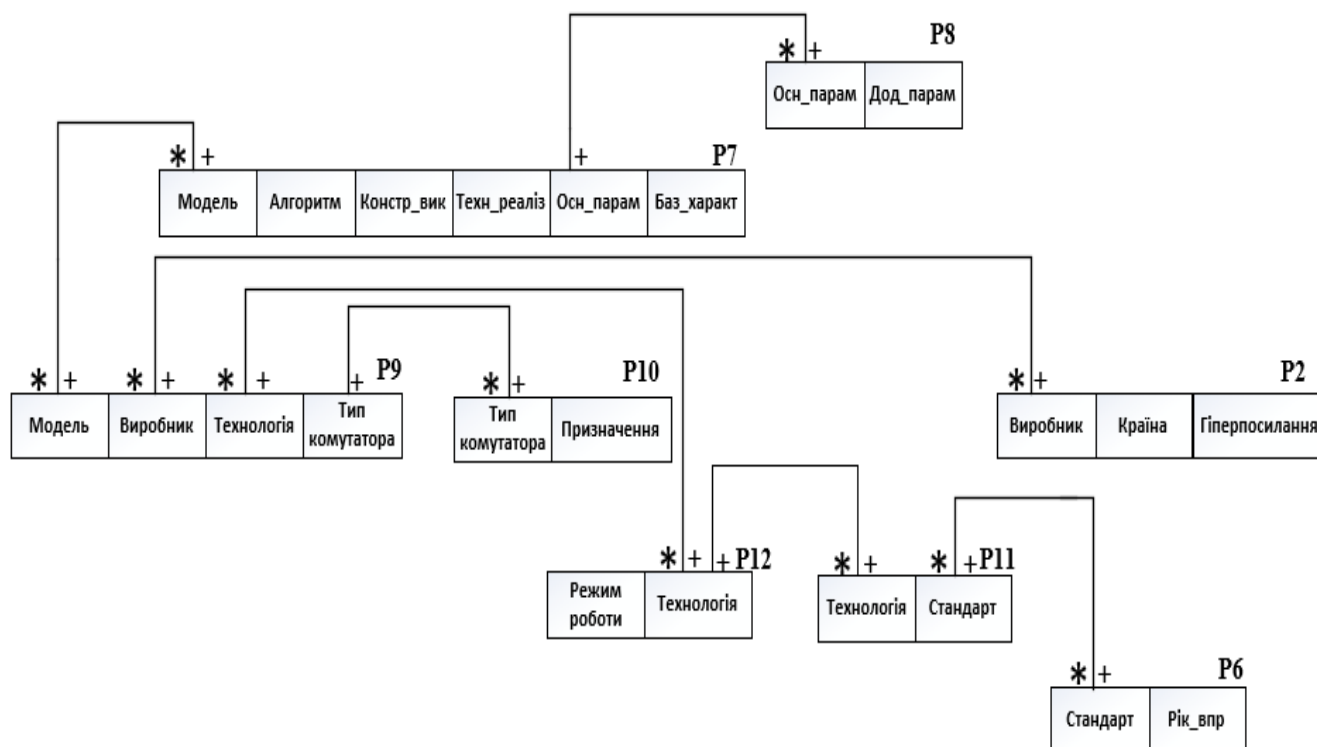 P8
* +
Осн_парам Дод_парам
* + + P7
Модель Алгоритм Констр_вик Техн_реаліз Осн_парам Баз_характ
* + * + * + + P9
Модель Виробник Технологія Тип комутатора
P10
* +
Тип комутатора Призначення
P2
* +
Виробник Країна Гіперпосилання
* + + P12
Режим роботи Технологія
* + * + P11
Технологія Стандарт
P6
* +
Стандарт Рік_впр